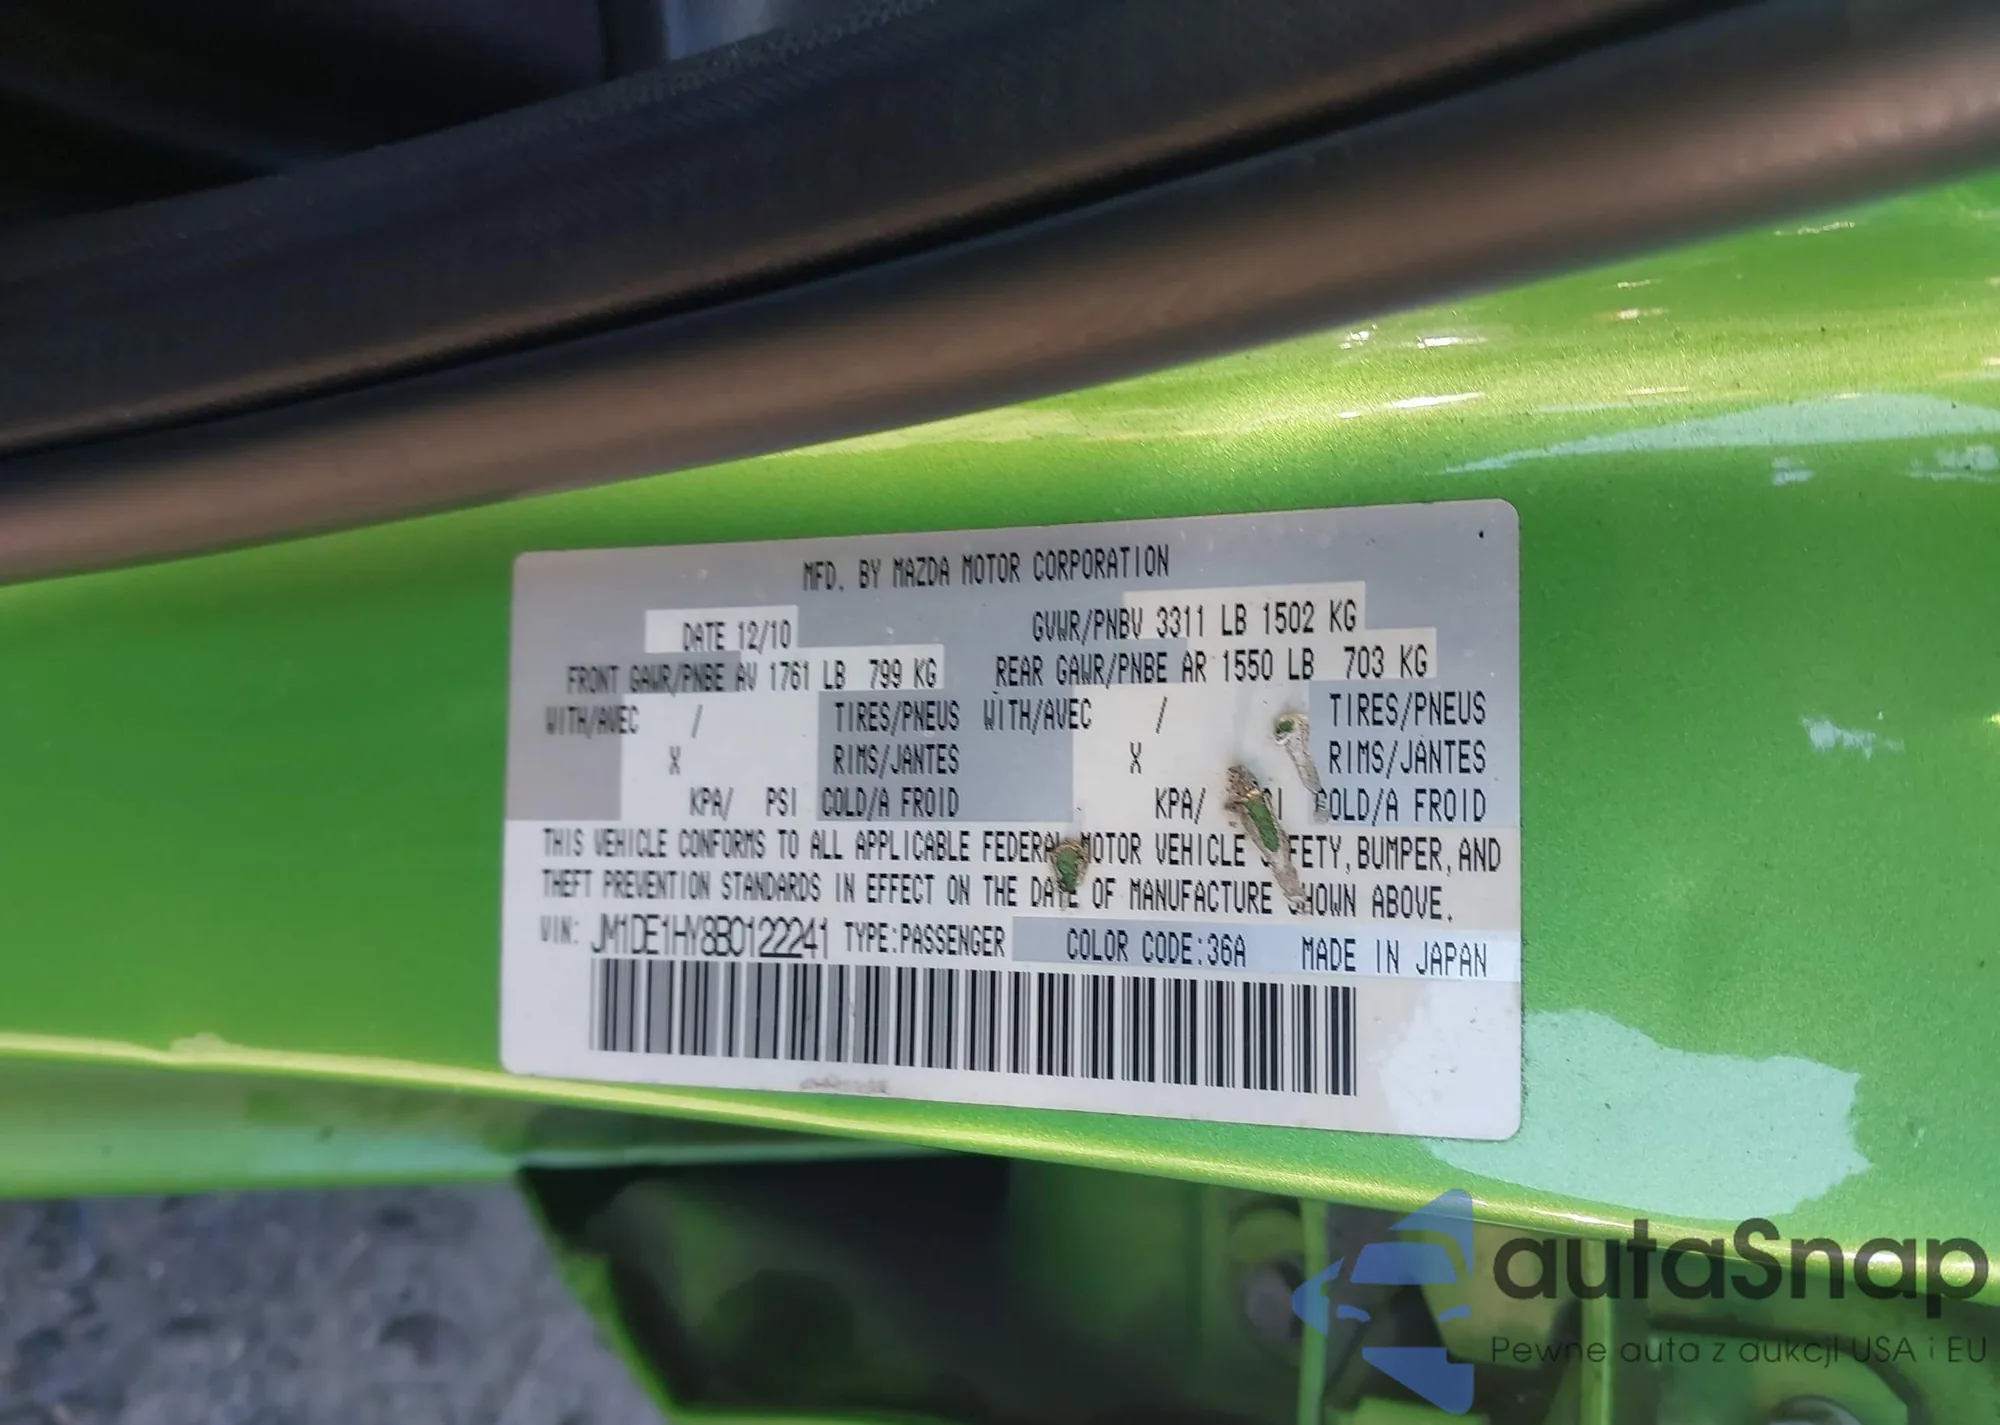 MFD. BY MAZDA MOTOR CORPORATION
DATE 12/10 GVWR/PNBV 3311 LB 1502 KG
FRONT GAWR/PNBE AV 1761 LB 799 KG REAR GAWR/PNBE AR 1550 LB 703 KG
WITH/AVEC / TIRES/PNEUS WITH/AVEC / TIRES/PNEUS
X RIMS/JANTES X RIMS/JANTES
KPA/ PSI COLD/A FROID KPA/ PSI COLD/A FROID
THIS VEHICLE CONFORMS TO ALL APPLICABLE FEDERAL MOTOR VEHICLE SAFETY, BUMPER, AND
THEFT PREVENTION STANDARDS IN EFFECT ON THE DATE OF MANUFACTURE SHOWN ABOVE.
VIN: JM1DE1HY8B0122241 TYPE:PASSENGER COLOR CODE:36A MADE IN JAPAN
autaSnap
Pewne auta z aukcji USA i EU